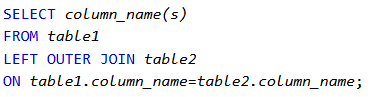 SELECT column_name(s)
FROM table1
LEFT OUTER JOIN table2
ON table1.column_name=table2.column_name;